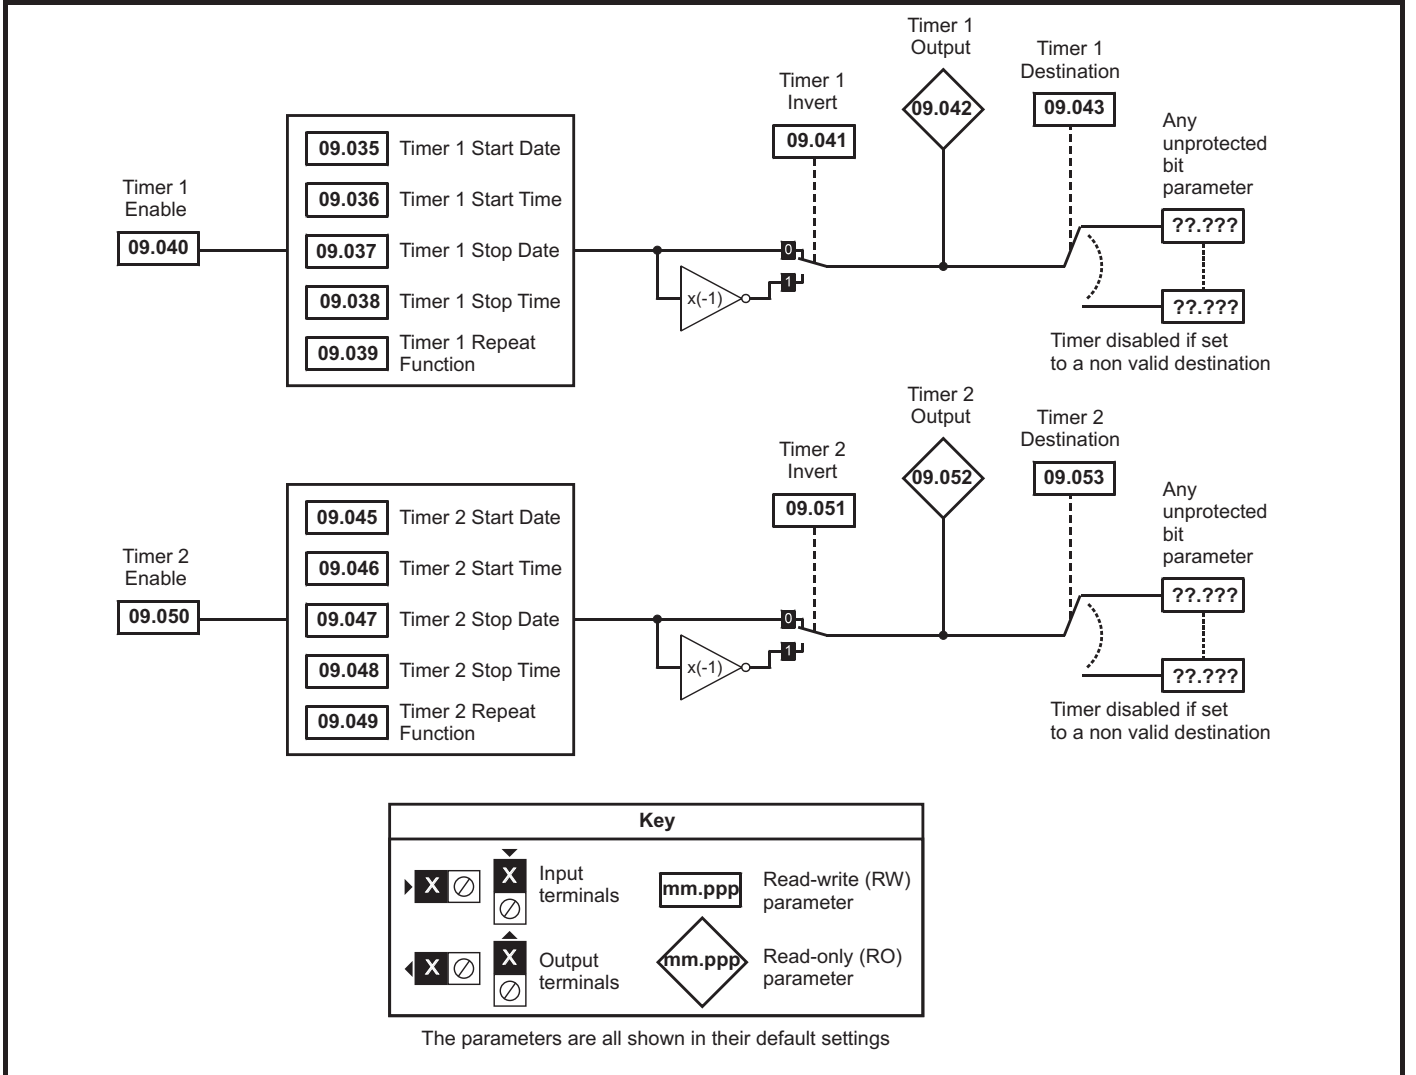 Timer 1
Output
Timer 1
Destination
Timer 1
Invert
09.042
09.043
09.041
Any
unprotected
bit
parameter
09.035 Timer 1 Start Date
Timer 1
Enable
09.036 Timer 1 Start Time
09.040
09.037 Timer 1 Stop Date
0
x(-1)
1
??.???
09.038 Timer 1 Stop Time
??.???
09.039 Timer 1 Repeat
Function
Timer disabled if set
to a non valid destination
Timer 2
Output
Timer 2
Destination
Timer 2
Invert
09.052
09.053
09.051
Any
unprotected
bit
parameter
09.045 Timer 2 Start Date
Timer 2
Enable
09.046 Timer 2 Start Time
09.050
09.047 Timer 2 Stop Date
0
x(-1)
1
??.???
09.048 Timer 2 Stop Time
??.???
09.049 Timer 2 Repeat
Function
Timer disabled if set
to a non valid destination
Key
X
X
Input
terminals
mm.ppp
Read-write (RW)
parameter
X
X
Output
terminals
mm.ppp
Read-only (RO)
parameter
The parameters are all shown in their default settings